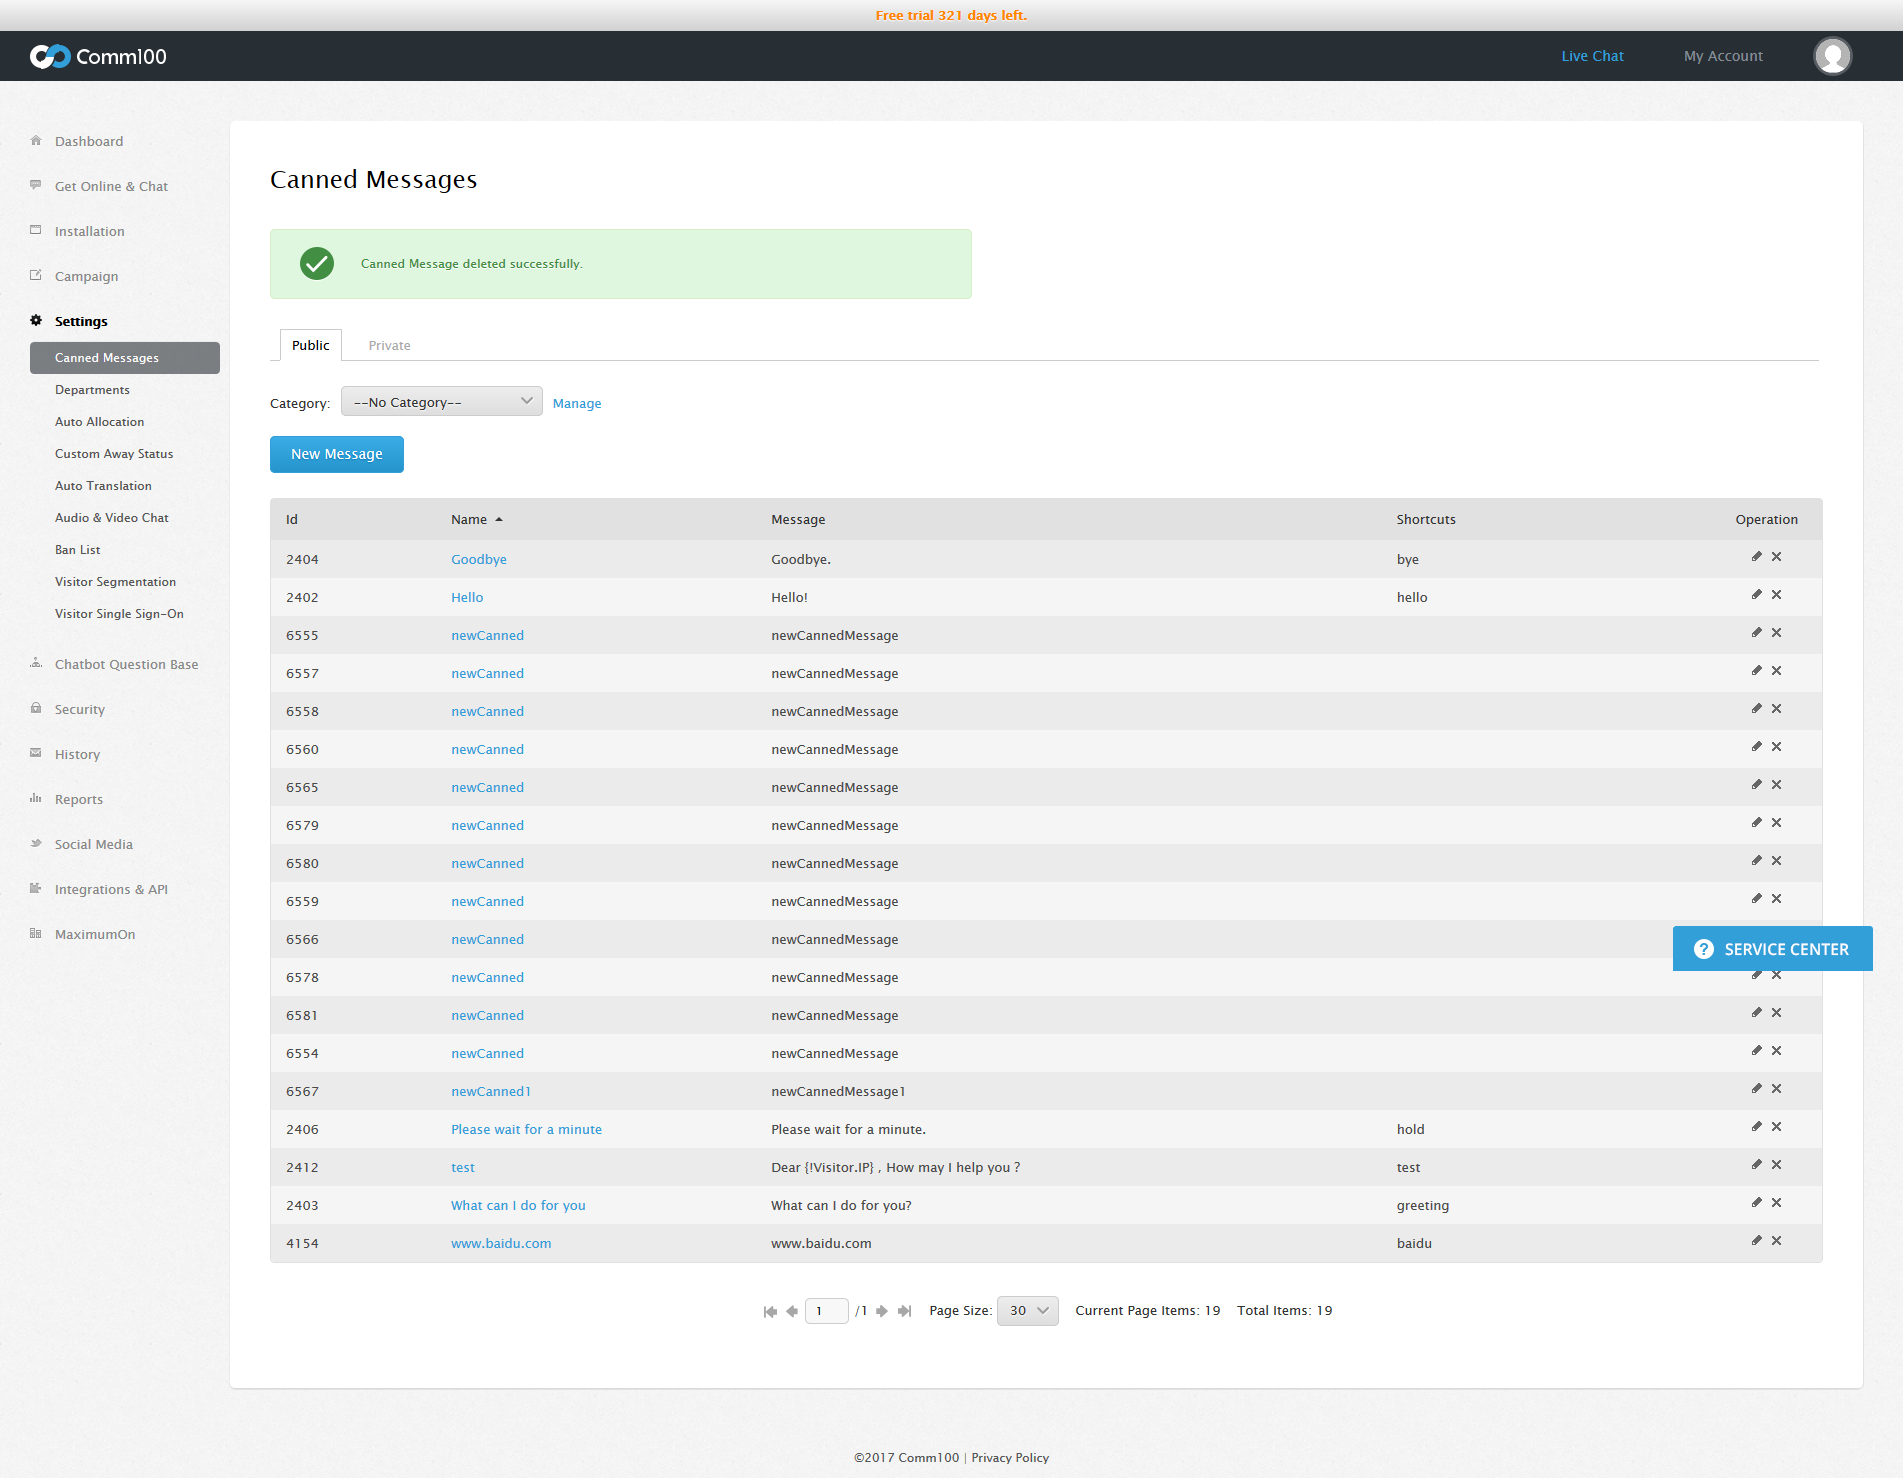 Free trial 321 days left.
Comm100
Live Chat
My Account
Dashboard
Get Online & Chat
Installation
Campaign
Settings
Canned Messages
Departments
Auto Allocation
Custom Away Status
Auto Translation
Audio & Video Chat
Ban List
Visitor Segmentation
Visitor Single Sign-On
Chatbot Question Base
Security
History
Reports
Social Media
Integrations & API
MaximumOn
Canned Messages
Canned Message deleted successfully.
Public Private
Category: --No Category-- Manage
New Message
Id Name Message Shortcuts Operation
2404 Goodbye Goodbye. bye
2402 Hello Hello! hello
6555 newCanned newCannedMessage
6557 newCanned newCannedMessage
6558 newCanned newCannedMessage
6560 newCanned newCannedMessage
6565 newCanned newCannedMessage
6579 newCanned newCannedMessage
6580 newCanned newCannedMessage
6559 newCanned newCannedMessage
6566 newCanned newCannedMessage
SERVICE CENTER
6578 newCanned newCannedMessage
6581 newCanned newCannedMessage
6554 newCanned newCannedMessage
6567 newCanned1 newCannedMessage1
2406 Please wait for a minute Please wait for a minute. hold
2412 test Dear {!Visitor.IP} , How may I help you ? test
2403 What can I do for you What can I do for you? greeting
4154 www.baidu.com www.baidu.com baidu
1 /1 Page Size: 30 Current Page Items: 19 Total Items: 19
©2017 Comm100 | Privacy Policy